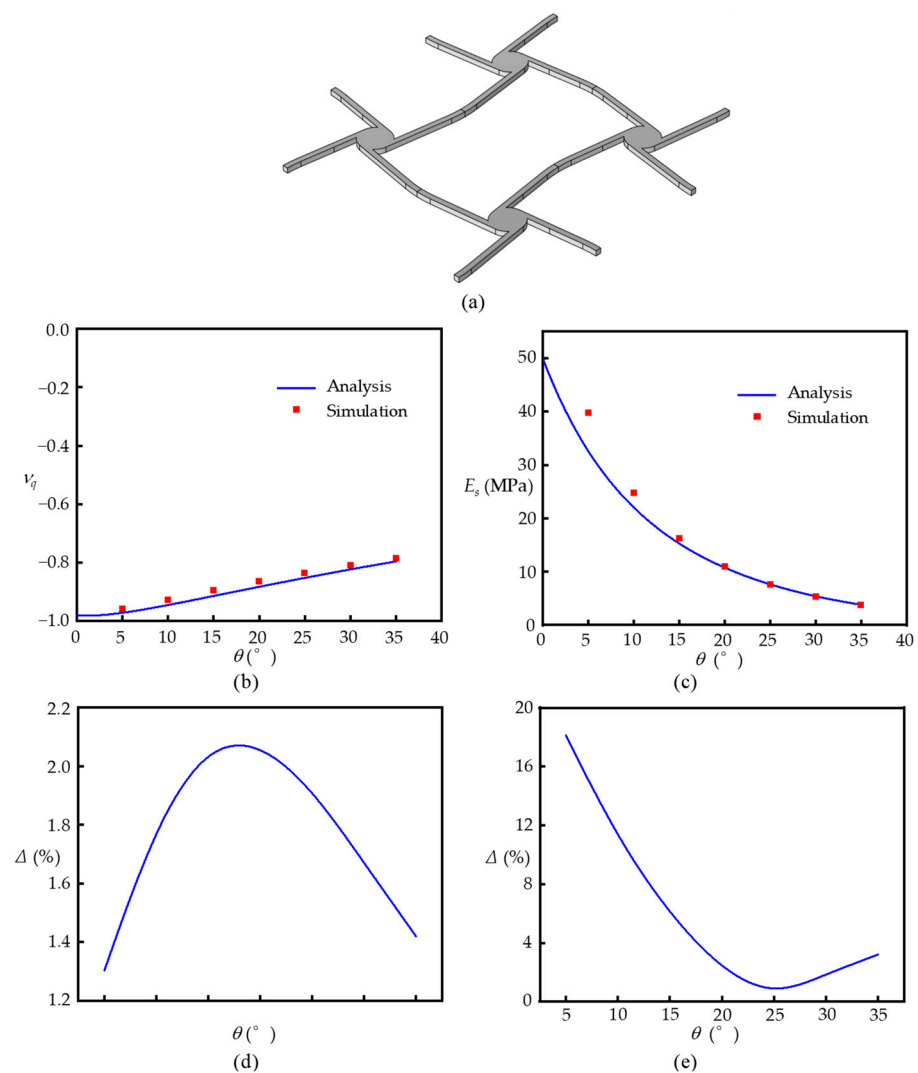 (a)
0.0
−0.2
−0.4
−0.6
−0.8
−1.0
ν_q
Analysis
Simulation
0 5 10 15 20 25 30 35 40
θ (° )
(b)
50
40
30
20
10
0
E_s (MPa)
Analysis
Simulation
0 5 10 15 20 25 30 35 40
θ (° )
(c)
2.2
2.0
1.8
1.6
1.4
1.2
Δ (%)
θ (° )
(d)
20
16
12
8
4
0
Δ (%)
5 10 15 20 25 30 35
θ (° )
(e)